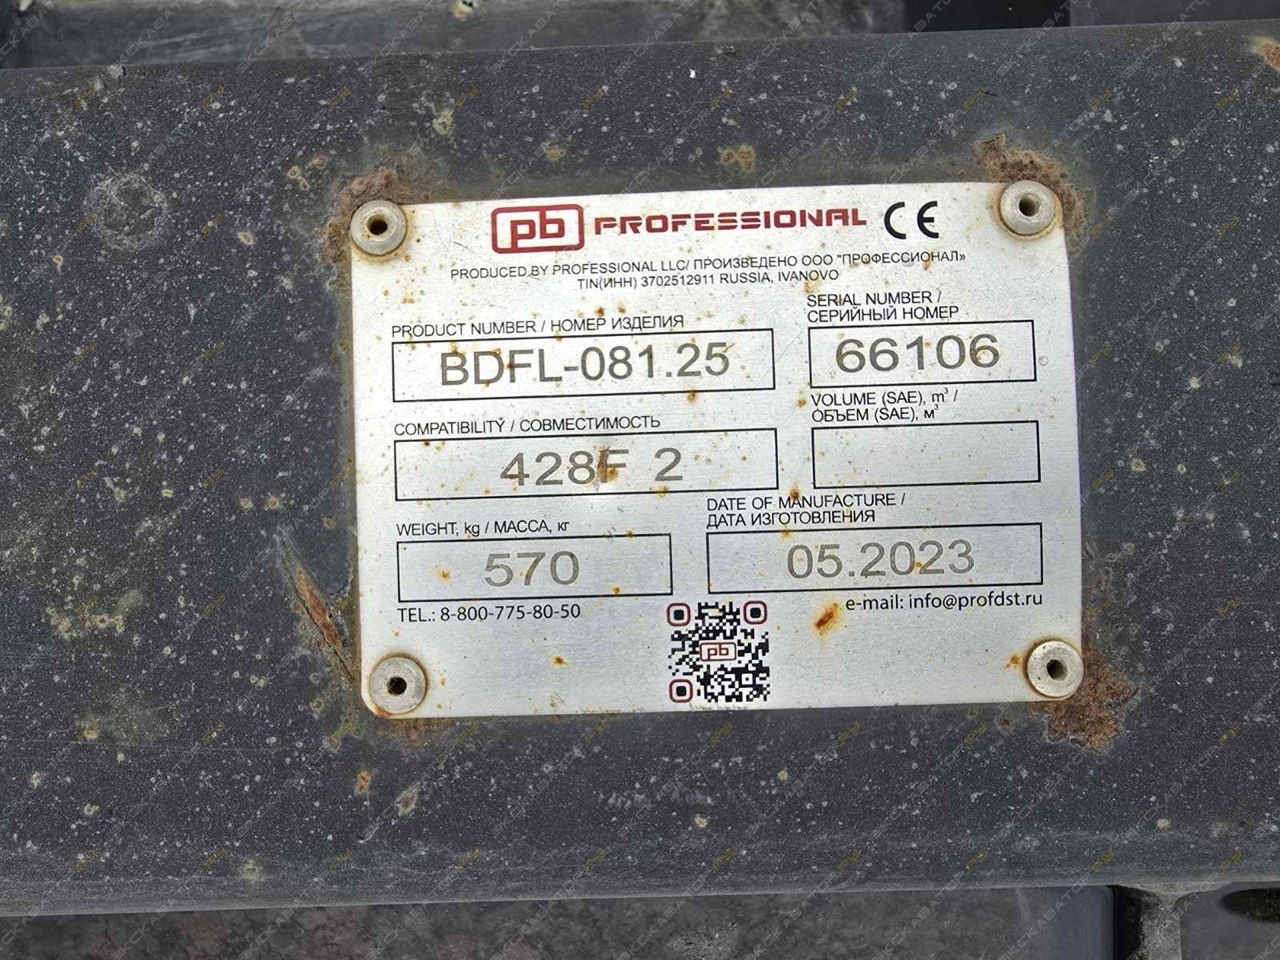 pb PROFESSIONAL CE
PRODUCED BY PROFESSIONAL LLC/ ПРОИЗВЕДЕНО ООО "ПРОФЕССИОНАЛ»
TIN(ИНН) 3702512911 RUSSIA, IVANOVO
PRODUCT NUMBER / НОМЕР ИЗДЕЛИЯ
BDFL-081.25
SERIAL NUMBER /
СЕРИЙНЫЙ НОМЕР
66106
COMPATIBILITY / СОВМЕСТИМОСТЬ
428F 2
VOLUME (SAE), m³ /
ОБЪЕМ (SAE), м³
WEIGHT, kg / МАССА, кг
570
DATE OF MANUFACTURE /
ДАТА ИЗГОТОВЛЕНИЯ
05.2023
TEL.: 8-800-775-80-50
e-mail: info@profdst.ru
pb